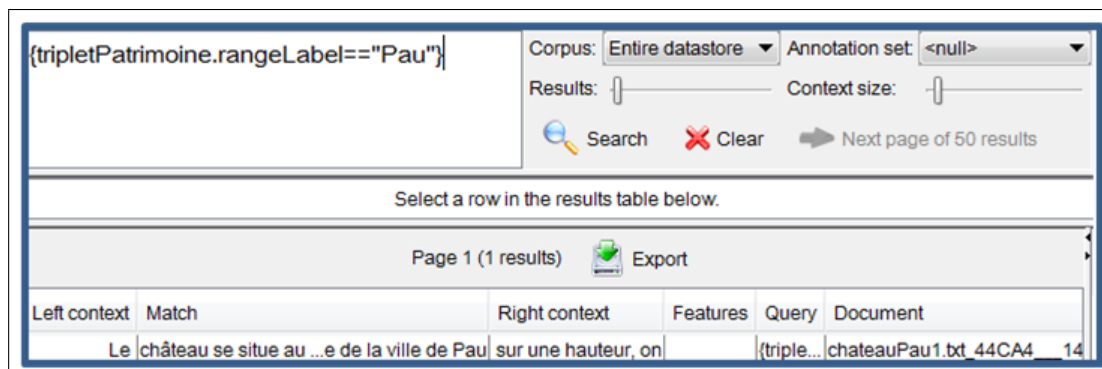 {tripletPatrimoine.rangeLabel=="Pau"}
Corpus: Entire datastore Annotation set: <null>
Results: Context size:
Search Clear Next page of 50 results
Select a row in the results table below.
Page 1 (1 results) Export
Left context Match Right context Features Query Document
Le château se situe au ...e de la ville de Pau sur une hauteur, on {triple... chateauPau1.txt_44CA4___14